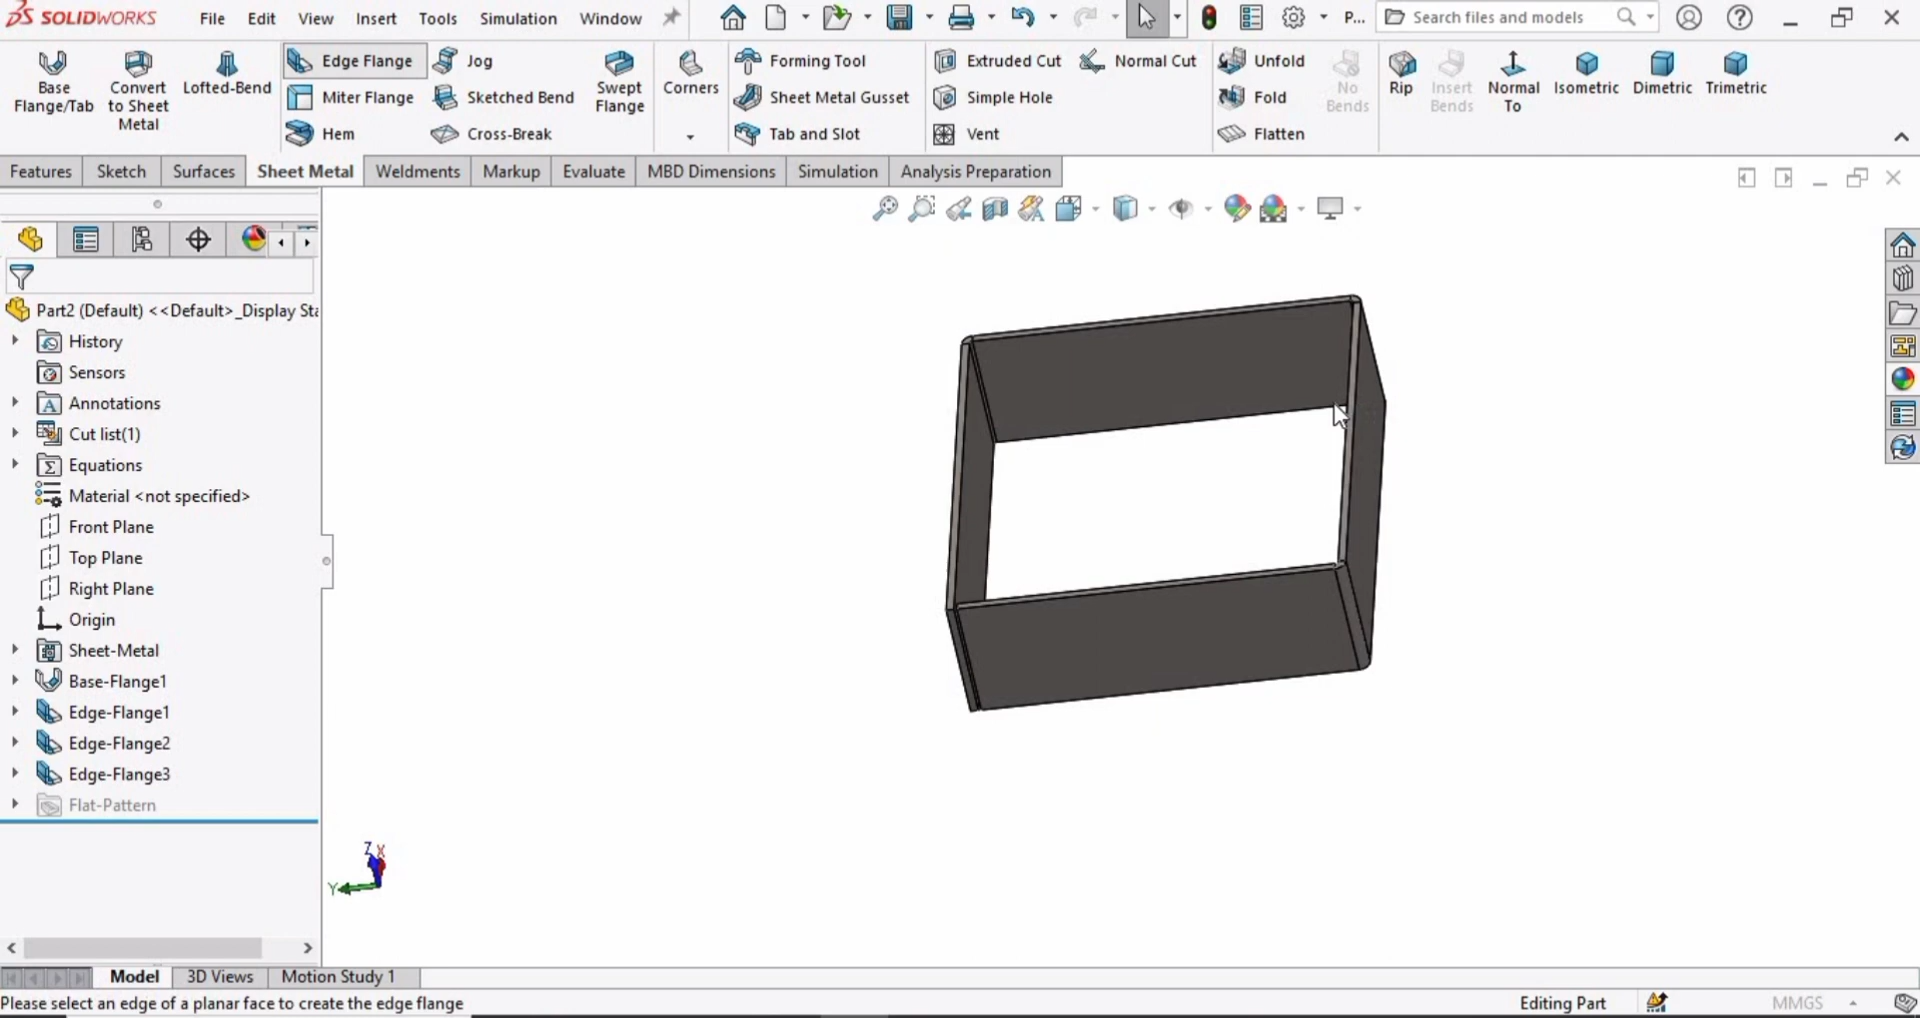 SOLIDWORKS File Edit View Insert Tools Simulation Window P... Search files and models
Base Flange/Tab
Convert to Sheet Metal
Lofted-Bend
Edge Flange
Miter Flange
Hem
Jog
Sketched Bend
Cross-Break
Swept Flange
Corners
Forming Tool
Sheet Metal Gusset
Tab and Slot
Extruded Cut
Simple Hole
Vent
Normal Cut
Unfold
Fold
Flatten
No Bends
Rip
Insert Bends
Normal To
Isometric
Dimetric
Trimetric
Features Sketch Surfaces Sheet Metal Weldments Markup Evaluate MBD Dimensions Simulation Analysis Preparation
Part2 (Default) <<Default>_Display Sta
History
Sensors
Annotations
Cut list(1)
Equations
Material <not specified>
Front Plane
Top Plane
Right Plane
Origin
Sheet-Metal
Base-Flange1
Edge-Flange1
Edge-Flange2
Edge-Flange3
Flat-Pattern
Z X
Y
Model 3D Views Motion Study 1
Please select an edge of a planar face to create the edge flange Editing Part MMGS